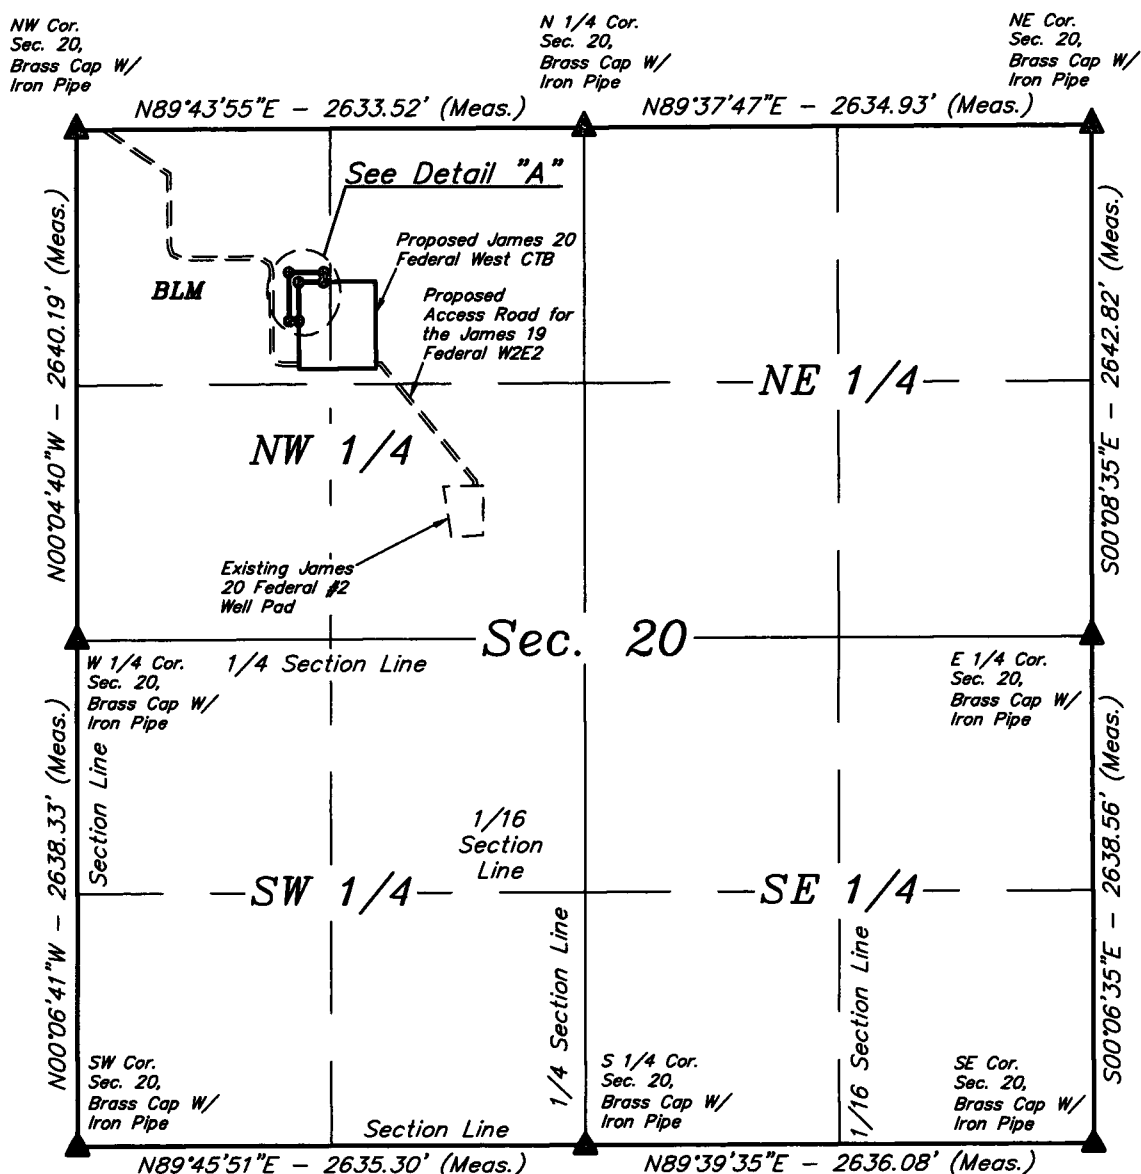 NW Cor.
Sec. 20,
Brass Cap W/
Iron Pipe
N 1/4 Cor.
Sec. 20,
Brass Cap W/
Iron Pipe
NE Cor.
Sec. 20,
Brass Cap W/
Iron Pipe
N89°43'55"E - 2633.52' (Meas.)
N89°37'47"E - 2634.93' (Meas.)
See Detail "A"
Proposed James 20
Federal West CTB
BLM
Proposed
Access Road for
the James 19
Federal W2E2
N00°04'40"W - 2640.19' (Meas.)
S00°08'35"E - 2642.82' (Meas.)
NE 1/4
NW 1/4
Existing James
20 Federal #2
Well Pad
Sec. 20
W 1/4 Cor.
Sec. 20,
Brass Cap W/
Iron Pipe
1/4 Section Line
E 1/4 Cor.
Sec. 20,
Brass Cap W/
Iron Pipe
N00°06'41"W - 2638.33' (Meas.)
Section Line
1/16
Section
Line
S00°06'35"E - 2638.56' (Meas.)
SW 1/4
SE 1/4
1/4 Section Line
1/16 Section Line
SW Cor.
Sec. 20,
Brass Cap W/
Iron Pipe
S 1/4 Cor.
Sec. 20,
Brass Cap W/
Iron Pipe
SE Cor.
Sec. 20,
Brass Cap W/
Iron Pipe
Section Line
N89°45'51"E - 2635.30' (Meas.)
N89°39'35"E - 2636.08' (Meas.)